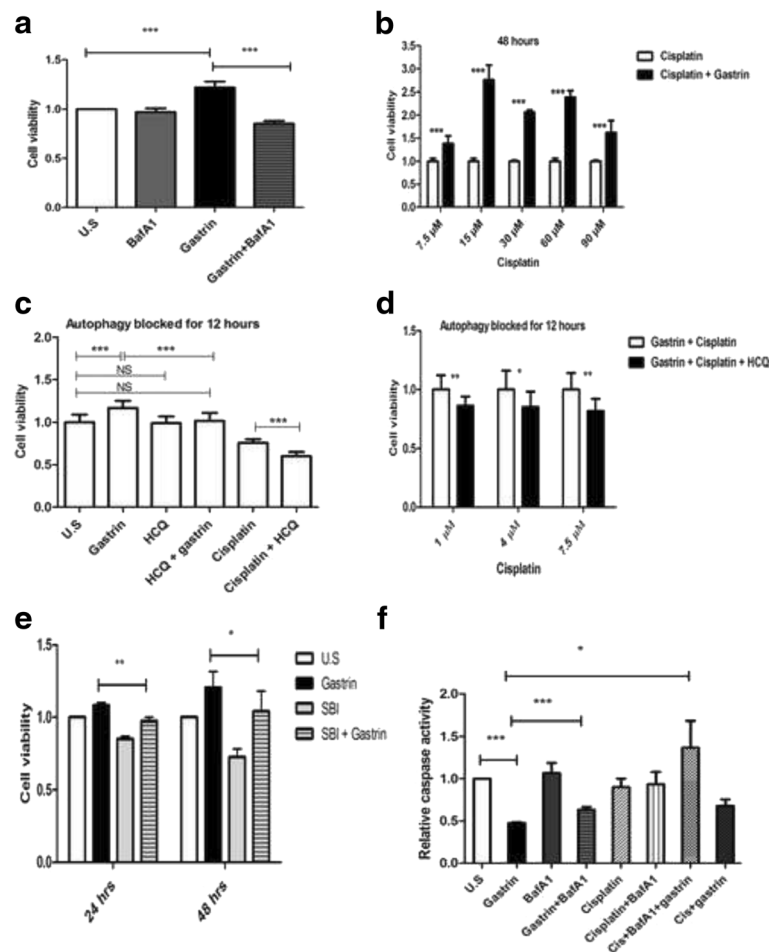 a
***
***
1.5
1.0
0.5
0.0
Cell viability
U.S
BafA1
Gastrin
Gastrin+BafA1
b
48 hours
Cisplatin
Cisplatin + Gastrin
3.5
3.0
2.5
2.0
1.5
1.0
0.5
0.0
Cell viability
***
***
***
***
***
7.5 µM
15 µM
30 µM
60 µM
90 µM
Cisplatin
c
Autophagy blocked for 12 hours
1.5
1.0
0.5
0.0
Cell viability
***
***
NS
NS
***
U.S
Gastrin
HCQ
HCQ + gastrin
Cisplatin
Cisplatin + HCQ
d
Autophagy blocked for 12 hours
Gastrin + Cisplatin
Gastrin + Cisplatin + HCQ
1.5
1.0
0.5
0.0
Cell viability
**
*
**
1 µM
4 µM
7.5 µM
Cisplatin
e
1.5
1.0
0.5
0.0
Cell viability
**
*
U.S
Gastrin
SBI
SBI + Gastrin
24 hrs
48 hrs
f
*
***
***
2.0
1.5
1.0
0.5
0.0
Relative caspase activity
U.S
Gastrin
BafA1
Gastrin+BafA1
Cisplatin
Cisplatin+BafA1
Cis+BafA1+gastrin
Cis+gastrin